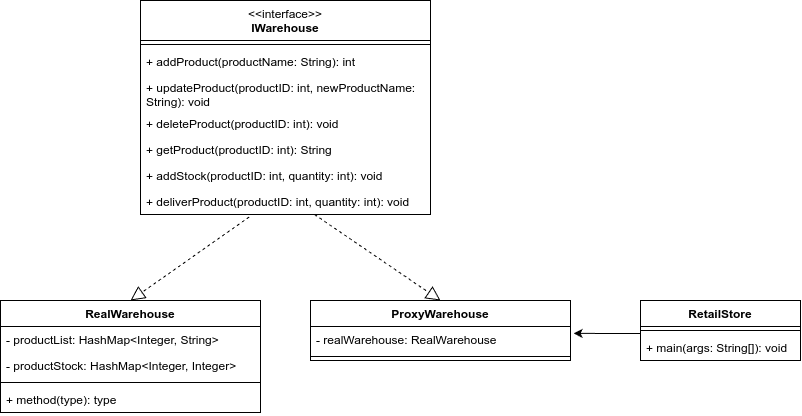 <<interface>>
IWarehouse
+ addProduct(productName: String): int
+ updateProduct(productID: int, newProductName:
String): void
+ deleteProduct(productID: int): void
+ getProduct(productID: int): String
+ addStock(productID: int, quantity: int): void
+ deliverProduct(productID: int, quantity: int): void
RealWarehouse
- productList: HashMap<Integer, String>
- productStock: HashMap<Integer, Integer>
+ method(type): type
ProxyWarehouse
- realWarehouse: RealWarehouse
RetailStore
+ main(args: String[]): void